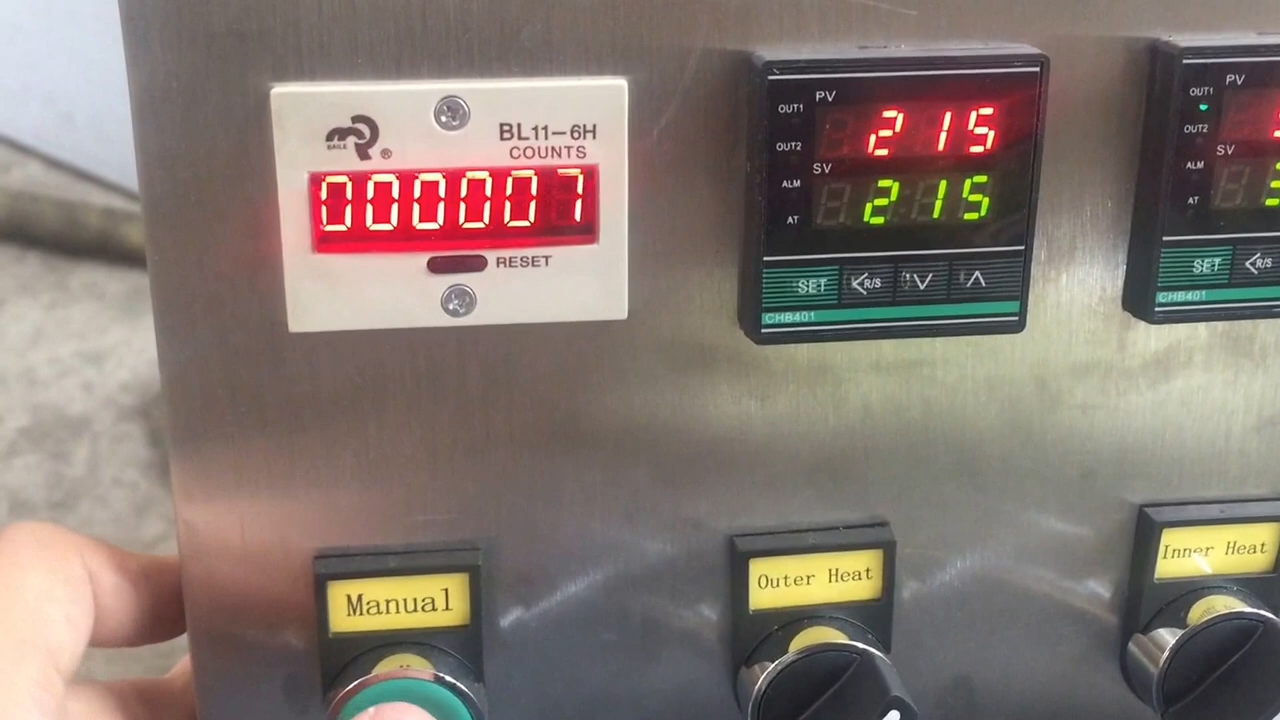 BAILE ®
BL11-6H
COUNTS
000007
RESET
PV
OUT1
215
OUT2
SV
ALM
215
AT
SET
R/S
CHB401
PV
OUT1
OUT2
SV
ALM
AT
SET
R/S
CHB401
Manual
Outer Heat
Inner Heat